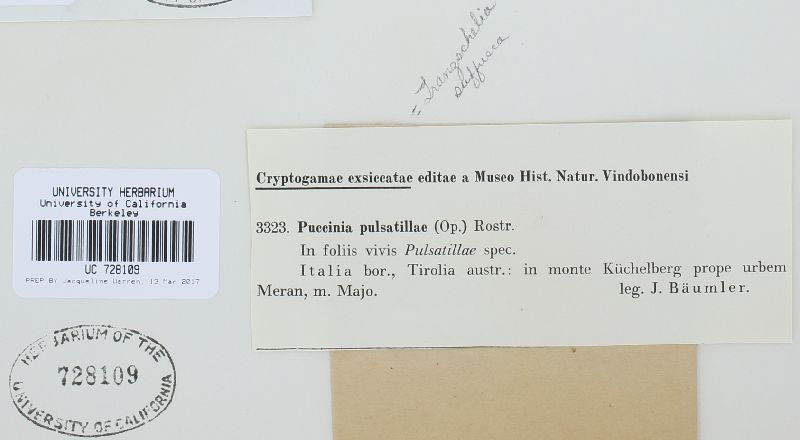 = Tranzschelia
suffusca
Cryptogamae exsiccatae editae a Museo Hist. Natur. Vindobonensi
3323. Puccinia pulsatillae (Op.) Rostr.
In foliis vivis Pulsatillae spec.
Italia bor., Tirolia austr.: in monte Küchelberg prope urbem
Meran, m. Majo. leg. J. Bäumler.
UNIVERSITY HERBARIUM
University of California
Berkeley
UC 728109
PREP BY Jacqueline Warren, 13 Mar 2017
HERBARIUM OF THE
728109
UNIVERSITY OF CALIFORNIA